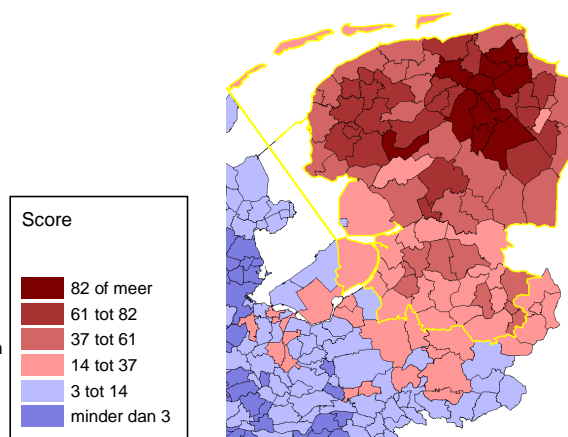 Score
82 of meer
61 tot 82
37 tot 61
14 tot 37
3 tot 14
minder dan 3